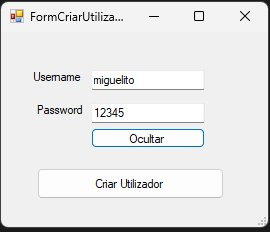 FormCriarUtiliza...
Username miguelito
Password 12345
Ocultar
Criar Utilizador